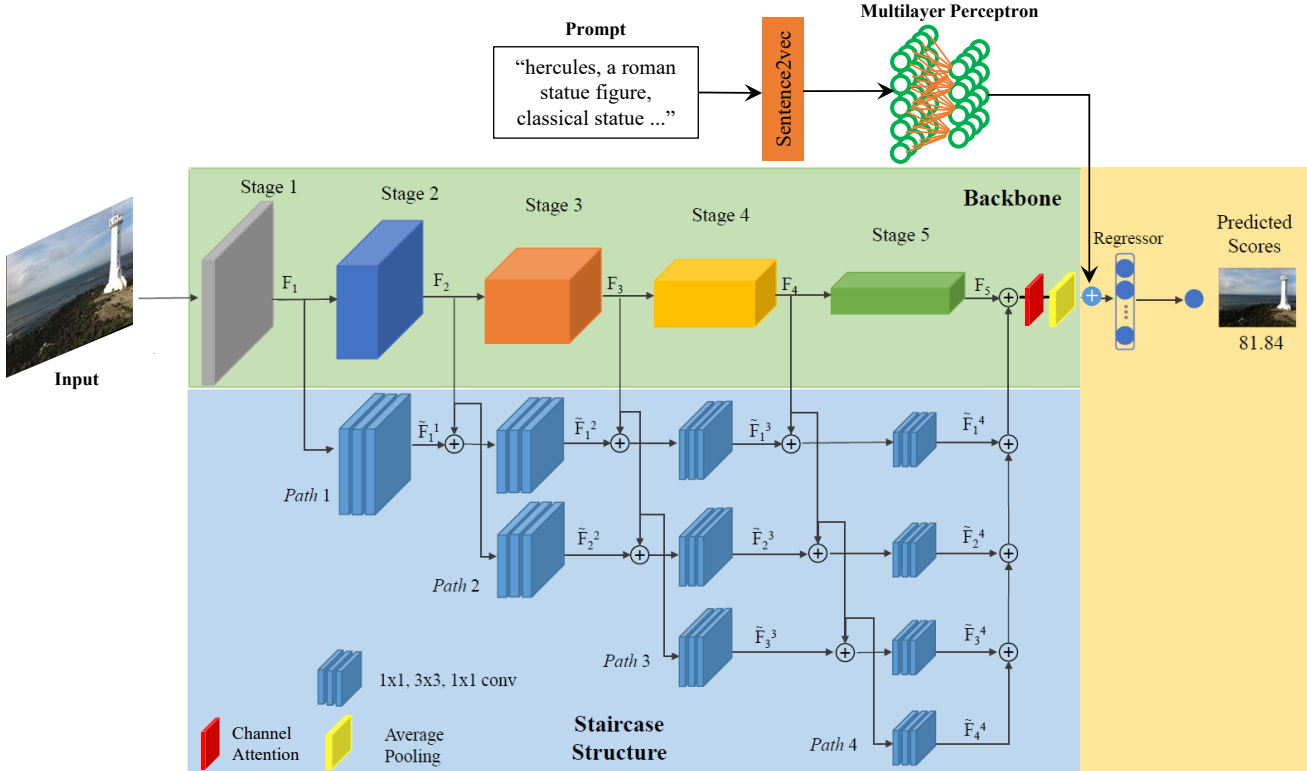 Multilayer Perceptron
Prompt
“hercules, a roman
statue figure,
classical statue ...”
Sentence2vec
Stage 1
Stage 2
Stage 3
Stage 4
Stage 5
Backbone
F₁
F₂
F₃
F₄
F₅
Regressor
Predicted
Scores
81.84
Input
F̃₁¹
F̃₁²
F̃₁³
F̃₁⁴
Path 1
F̃₂²
F̃₂³
F̃₂⁴
Path 2
F̃₃³
F̃₃⁴
Path 3
1x1, 3x3, 1x1 conv
Channel
Attention
Average
Pooling
Staircase
Structure
Path 4
F̃₄⁴